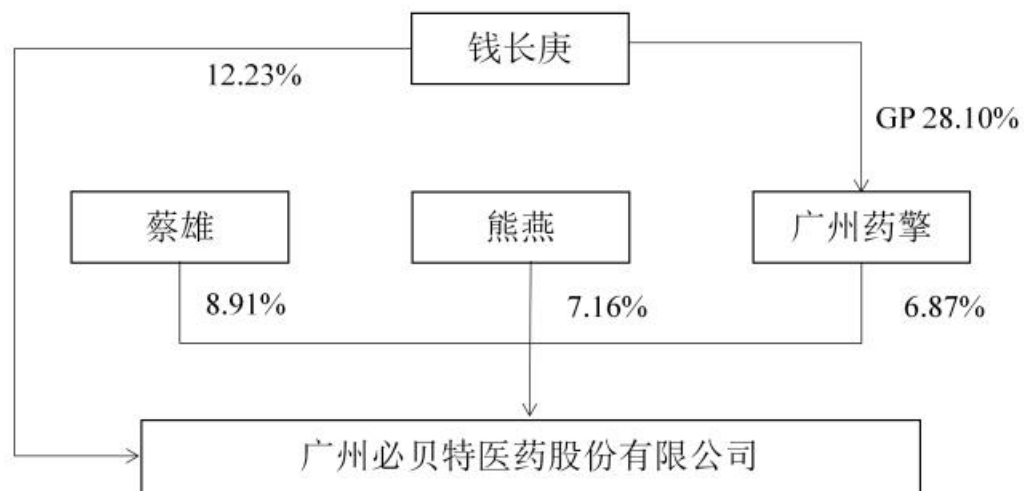 钱长庚
12.23%
GP 28.10%
蔡雄
熊燕
广州药擎
8.91%
7.16%
6.87%
广州必贝特医药股份有限公司